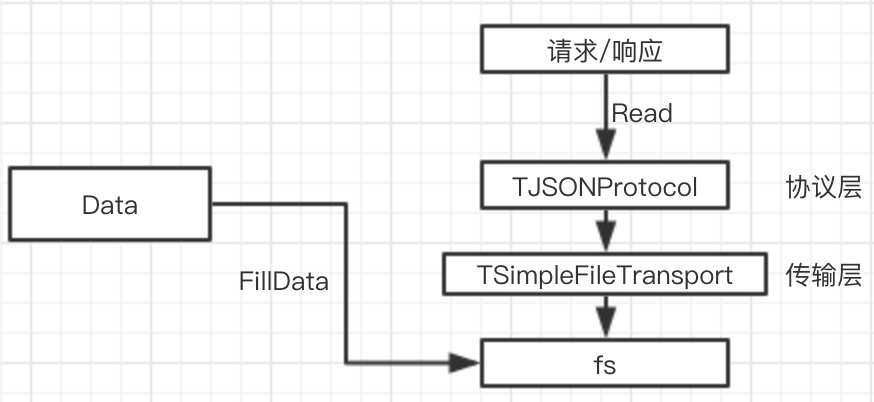 请求/响应
Read
TJSONProtocol
协议层
Data
FillData
TSimpleFileTransport
传输层
fs